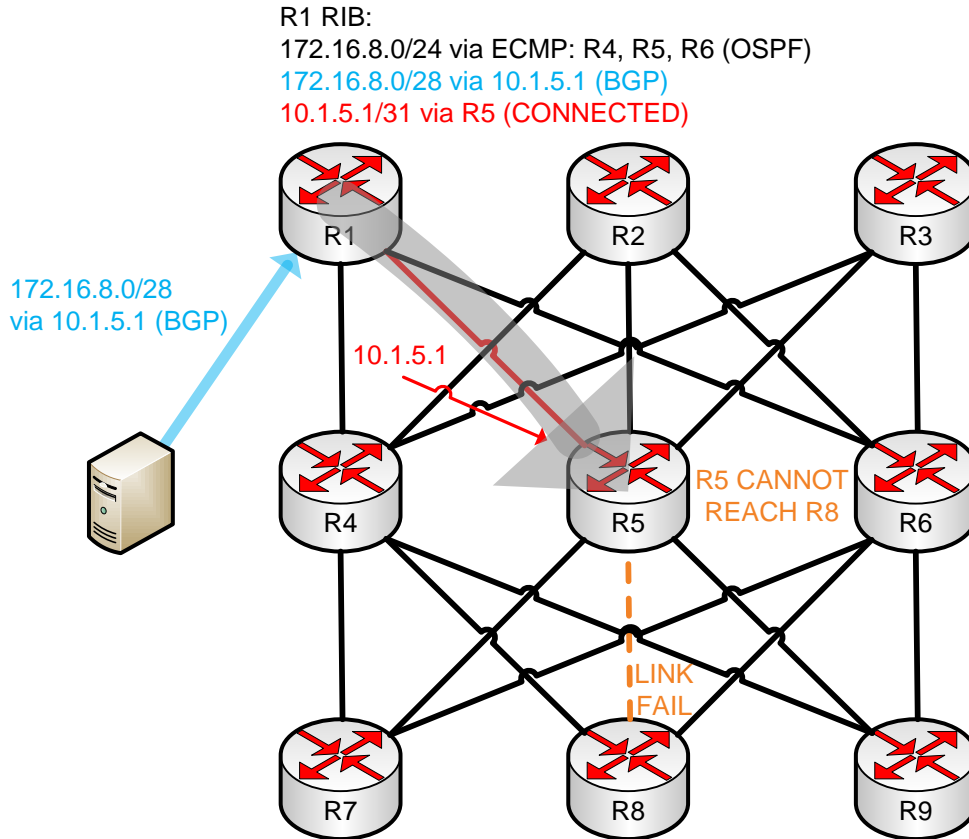 R1 RIB:
172.16.8.0/24 via ECMP: R4, R5, R6 (OSPF)
172.16.8.0/28 via 10.1.5.1 (BGP)
10.1.5.1/31 via R5 (CONNECTED)
R1
R2
R3
172.16.8.0/28
via 10.1.5.1 (BGP)
10.1.5.1
R5 CANNOT
REACH R8
R4
R5
R6
LINK
FAIL
R7
R8
R9